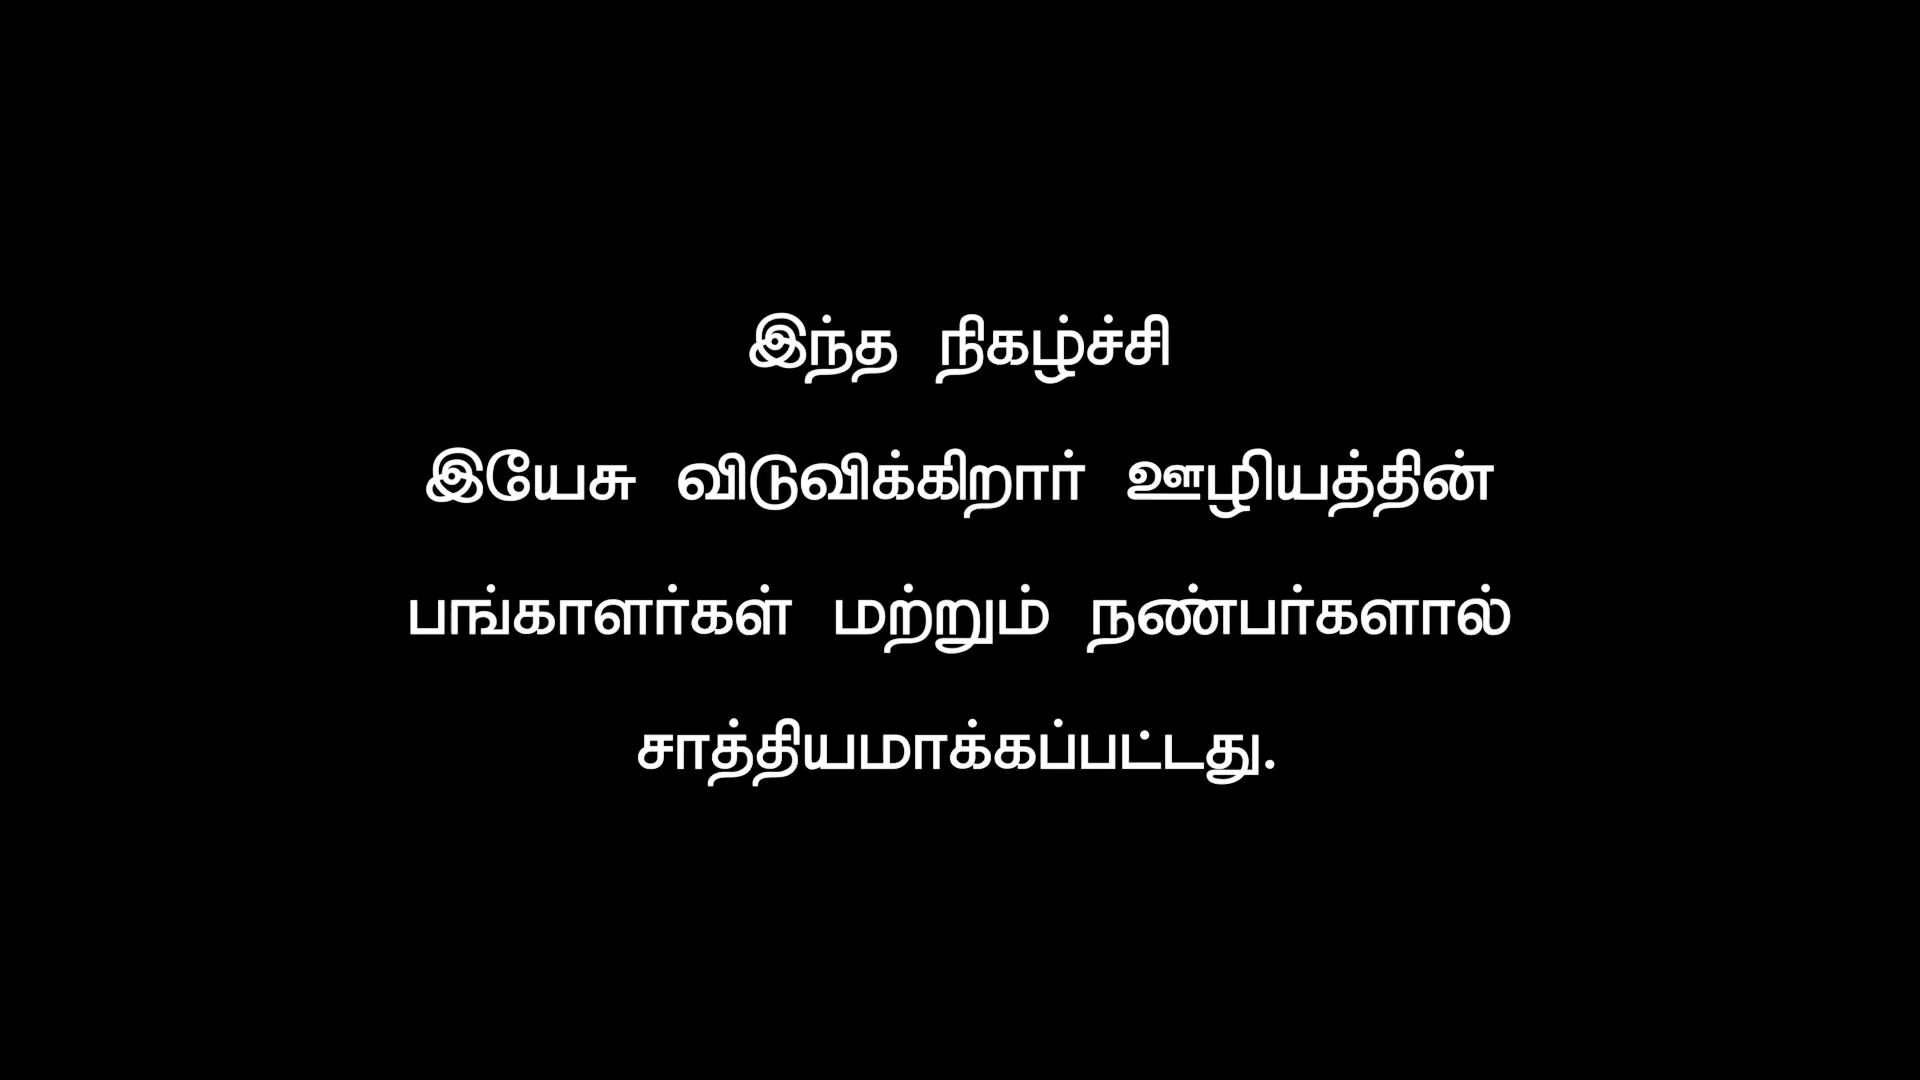 இந்த நிகழ்ச்சி
இயேசு விடுவிக்கிறார் ஊழியத்தின்
பங்காளர்கள் மற்றும் நண்பர்களால்
சாத்தியமாக்கப்பட்டது.